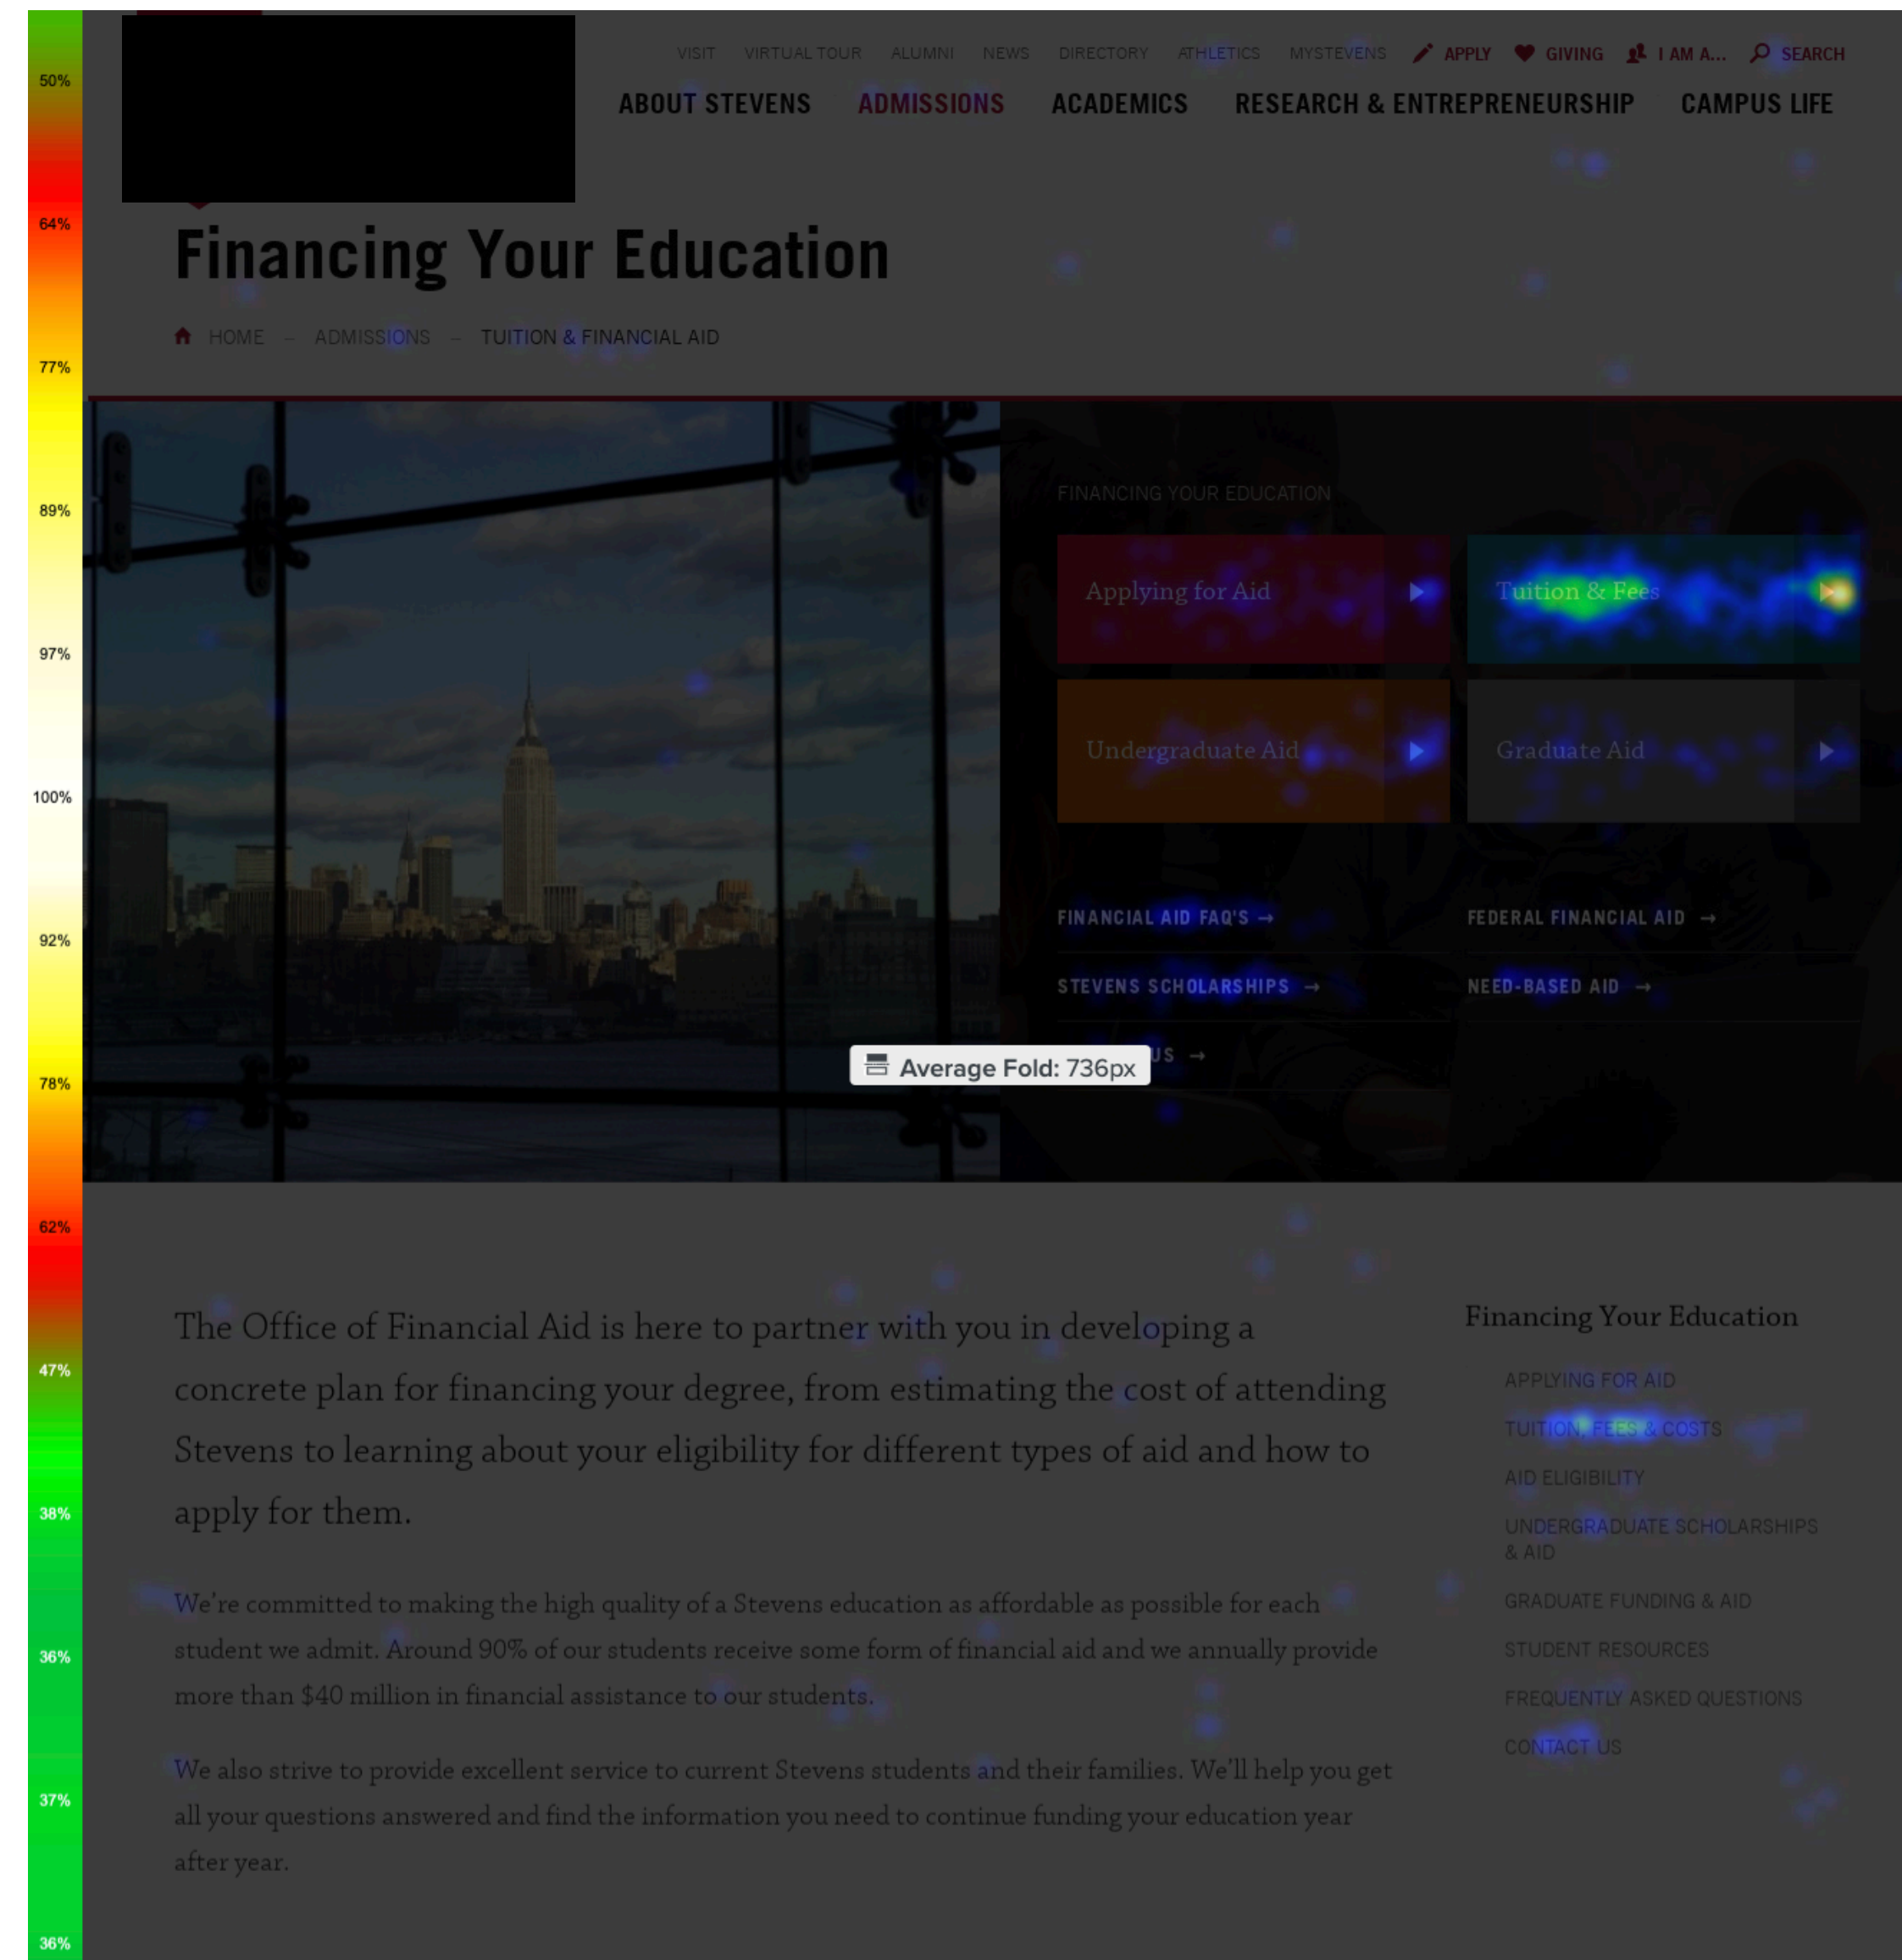 VISIT VIRTUAL TOUR ALUMNI NEWS DIRECTORY ATHLETICS MYSTEVENS APPLY GIVING I AM A... SEARCH
ABOUT STEVENS ADMISSIONS ACADEMICS RESEARCH & ENTREPRENEURSHIP CAMPUS LIFE
Financing Your Education
HOME – ADMISSIONS – TUITION & FINANCIAL AID
FINANCING YOUR EDUCATION
Applying for Aid
Tuition & Fees
Undergraduate Aid
Graduate Aid
FINANCIAL AID FAQ'S →
FEDERAL FINANCIAL AID →
STEVENS SCHOLARSHIPS →
NEED-BASED AID →
US →
Average Fold: 736px
The Office of Financial Aid is here to partner with you in developing a
concrete plan for financing your degree, from estimating the cost of attending
Stevens to learning about your eligibility for different types of aid and how to
apply for them.
We're committed to making the high quality of a Stevens education as affordable as possible for each
student we admit. Around 90% of our students receive some form of financial aid and we annually provide
more than $40 million in financial assistance to our students.
We also strive to provide excellent service to current Stevens students and their families. We'll help you get
all your questions answered and find the information you need to continue funding your education year
after year.
Financing Your Education
APPLYING FOR AID
TUITION, FEES & COSTS
AID ELIGIBILITY
UNDERGRADUATE SCHOLARSHIPS
& AID
GRADUATE FUNDING & AID
STUDENT RESOURCES
FREQUENTLY ASKED QUESTIONS
CONTACT US
50%
64%
77%
89%
97%
100%
92%
78%
62%
47%
38%
36%
37%
36%